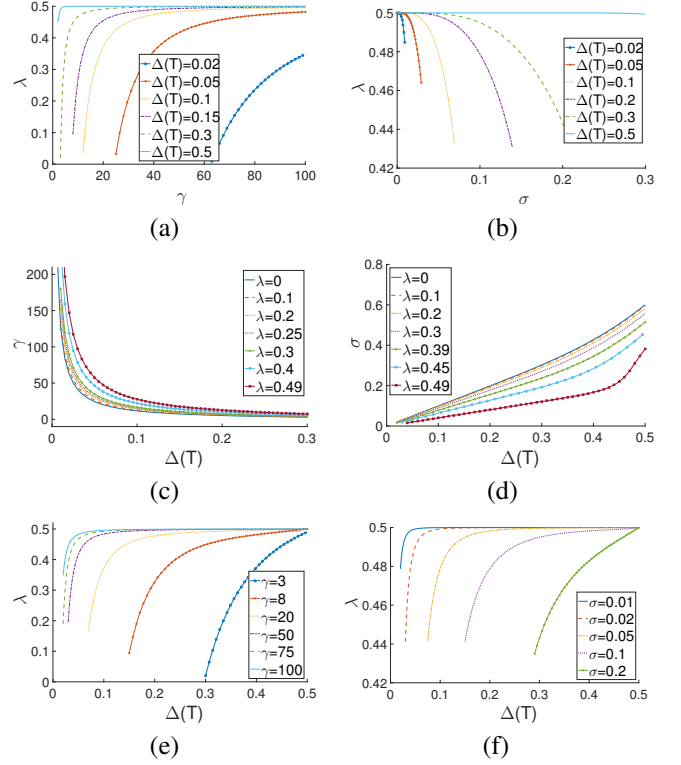 0.5
0.4
0.3
0.2
0.1
0
λ
0
20
40
60
80
100
γ
Δ(T)=0.02
Δ(T)=0.05
Δ(T)=0.1
Δ(T)=0.15
Δ(T)=0.3
Δ(T)=0.5
(a)
0.5
0.48
0.46
0.44
0.42
λ
0
0.1
0.2
0.3
σ
Δ(T)=0.02
Δ(T)=0.05
Δ(T)=0.1
Δ(T)=0.2
Δ(T)=0.3
Δ(T)=0.5
(b)
200
150
100
50
0
γ
0.1
0.2
0.3
Δ(T)
λ=0
λ=0.1
λ=0.2
λ=0.25
λ=0.3
λ=0.4
λ=0.49
(c)
0.8
0.6
0.4
0.2
0
σ
0
0.1
0.2
0.3
0.4
0.5
Δ(T)
λ=0
λ=0.1
λ=0.2
λ=0.3
λ=0.39
λ=0.45
λ=0.49
(d)
0.5
0.4
0.3
0.2
0.1
0
λ
0
0.1
0.2
0.3
0.4
0.5
Δ(T)
γ=3
γ=8
γ=20
γ=50
γ=75
γ=100
(e)
0.5
0.48
0.46
0.44
0.42
λ
0
0.1
0.2
0.3
0.4
0.5
Δ(T)
σ=0.01
σ=0.02
σ=0.05
σ=0.1
σ=0.2
(f)